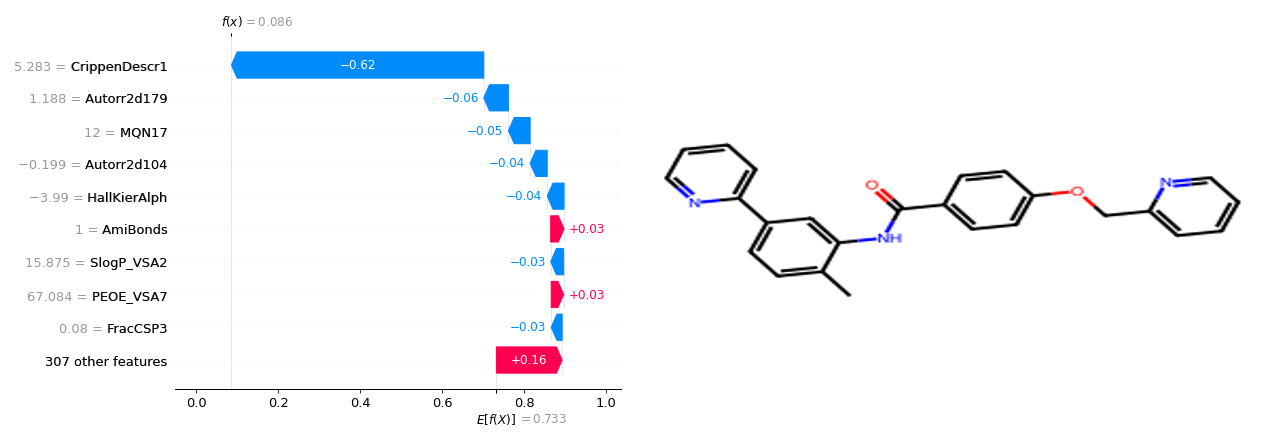 f(x) = 0.086
5.283 = CrippenDescr1
−0.62
1.188 = Autorr2d179
−0.06
12 = MQN17
−0.05
−0.199 = Autorr2d104
−0.04
−3.99 = HallKierAlph
−0.04
1 = AmiBonds
+0.03
15.875 = SlogP_VSA2
−0.03
67.084 = PEOE_VSA7
+0.03
0.08 = FracCSP3
−0.03
307 other features
+0.16
0.0 0.2 0.4 0.6 0.8 1.0
E[f(X)] = 0.733
N
O
NH
O
N